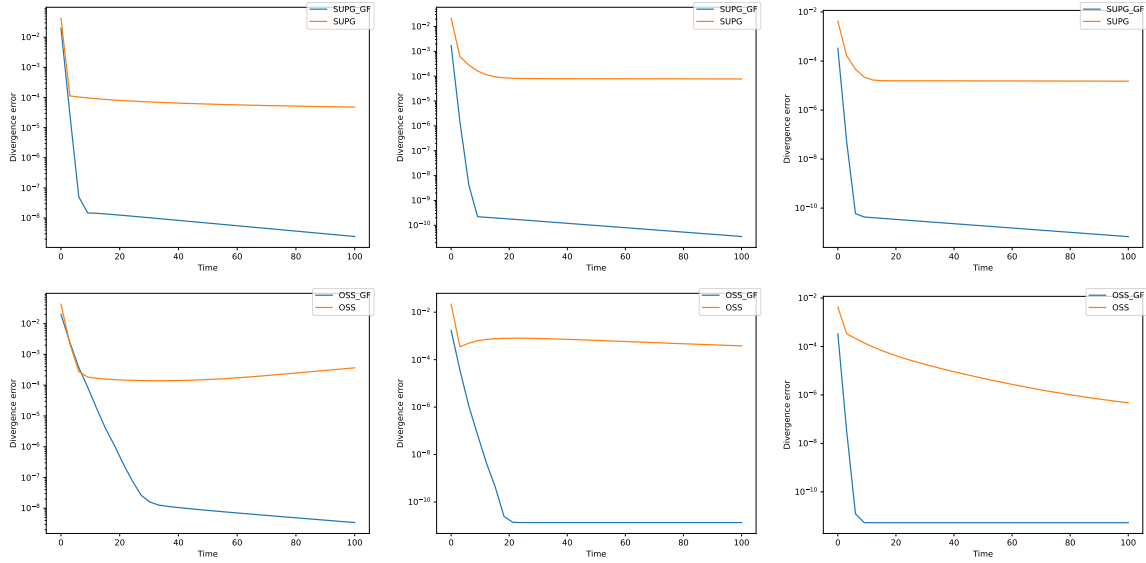 SUPG_GF
SUPG
Divergence error
10⁻²
10⁻³
10⁻⁴
10⁻⁵
10⁻⁶
10⁻⁷
10⁻⁸
0 20 40 60 80 100
Time
SUPG_GF
SUPG
Divergence error
10⁻²
10⁻³
10⁻⁴
10⁻⁵
10⁻⁶
10⁻⁷
10⁻⁸
10⁻⁹
10⁻¹⁰
0 20 40 60 80 100
Time
SUPG_GF
SUPG
Divergence error
10⁻²
10⁻⁴
10⁻⁶
10⁻⁸
10⁻¹⁰
0 20 40 60 80 100
Time
OSS_GF
OSS
Divergence error
10⁻²
10⁻³
10⁻⁴
10⁻⁵
10⁻⁶
10⁻⁷
10⁻⁸
0 20 40 60 80 100
Time
OSS_GF
OSS
Divergence error
10⁻²
10⁻⁴
10⁻⁶
10⁻⁸
10⁻¹⁰
0 20 40 60 80 100
Time
OSS_GF
OSS
Divergence error
10⁻²
10⁻⁴
10⁻⁶
10⁻⁸
10⁻¹⁰
0 20 40 60 80 100
Time